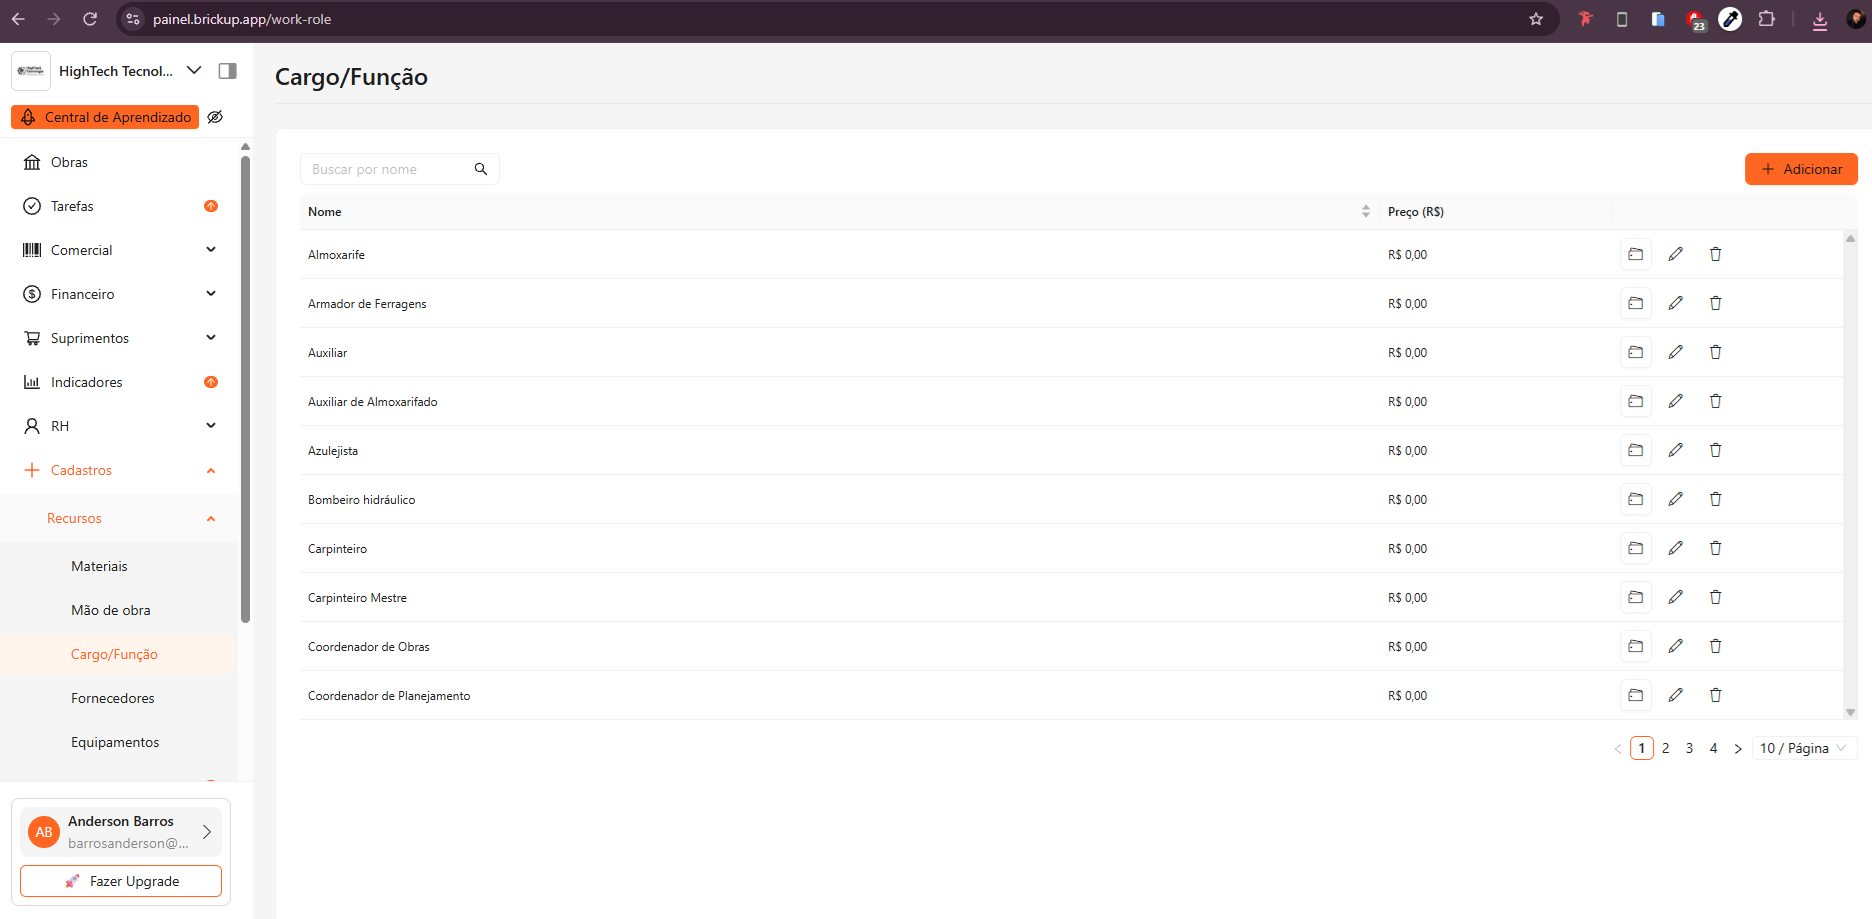 painel.brickup.app/work-role
23
HighTech Tecnol...
Central de Aprendizado
Obras
Tarefas
Comercial
Financeiro
Suprimentos
Indicadores
RH
Cadastros
Recursos
Materiais
Mão de obra
Cargo/Função
Fornecedores
Equipamentos
AB
Anderson Barros
barrosanderson@...
Fazer Upgrade
Cargo/Função
Buscar por nome
Adicionar
Nome Preço (R$)
Almoxarife R$ 0,00
Armador de Ferragens R$ 0,00
Auxiliar R$ 0,00
Auxiliar de Almoxarifado R$ 0,00
Azulejista R$ 0,00
Bombeiro hidráulico R$ 0,00
Carpinteiro R$ 0,00
Carpinteiro Mestre R$ 0,00
Coordenador de Obras R$ 0,00
Coordenador de Planejamento R$ 0,00
1 2 3 4 10 / Página